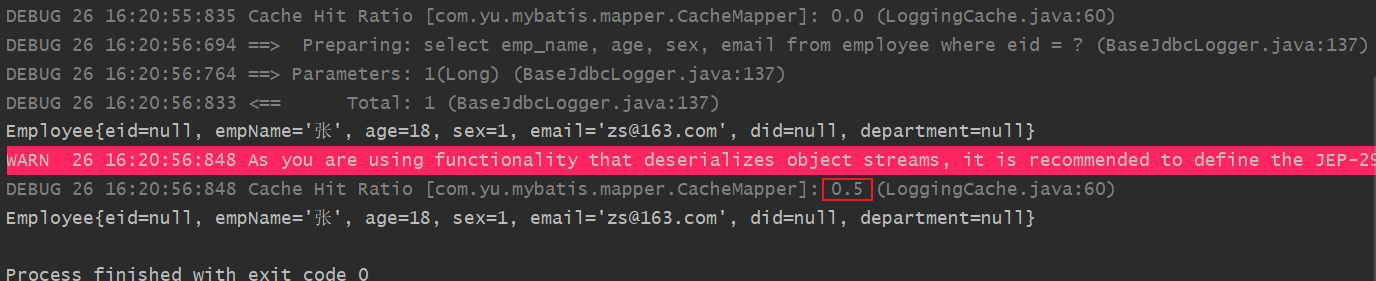 DEBUG 26 16:20:55:835 Cache Hit Ratio [com.yu.mybatis.mapper.CacheMapper]: 0.0 (LoggingCache.java:60)
DEBUG 26 16:20:56:694 ==>  Preparing: select emp_name, age, sex, email from employee where eid = ? (BaseJdbcLogger.java:137)
DEBUG 26 16:20:56:764 ==> Parameters: 1(Long) (BaseJdbcLogger.java:137)
DEBUG 26 16:20:56:833 <==      Total: 1 (BaseJdbcLogger.java:137)
Employee{eid=null, empName='张', age=18, sex=1, email='zs@163.com', did=null, department=null}
WARN  26 16:20:56:848 As you are using functionality that deserializes object streams, it is recommended to define the JEP-29
DEBUG 26 16:20:56:848 Cache Hit Ratio [com.yu.mybatis.mapper.CacheMapper]: 0.5 (LoggingCache.java:60)
Employee{eid=null, empName='张', age=18, sex=1, email='zs@163.com', did=null, department=null}
Process finished with exit code 0